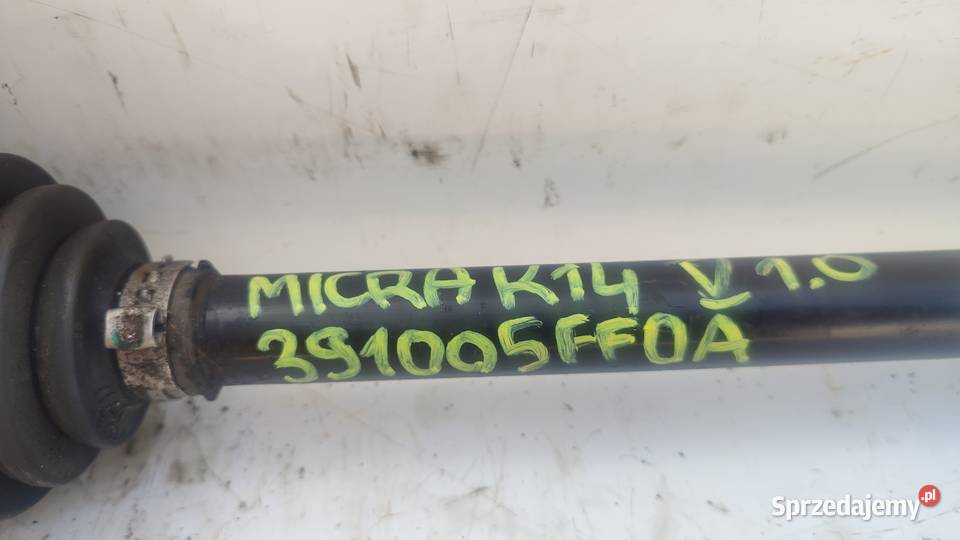 MICRA K14 V 1.0
391005FF0A
Sprzedajemy.pl